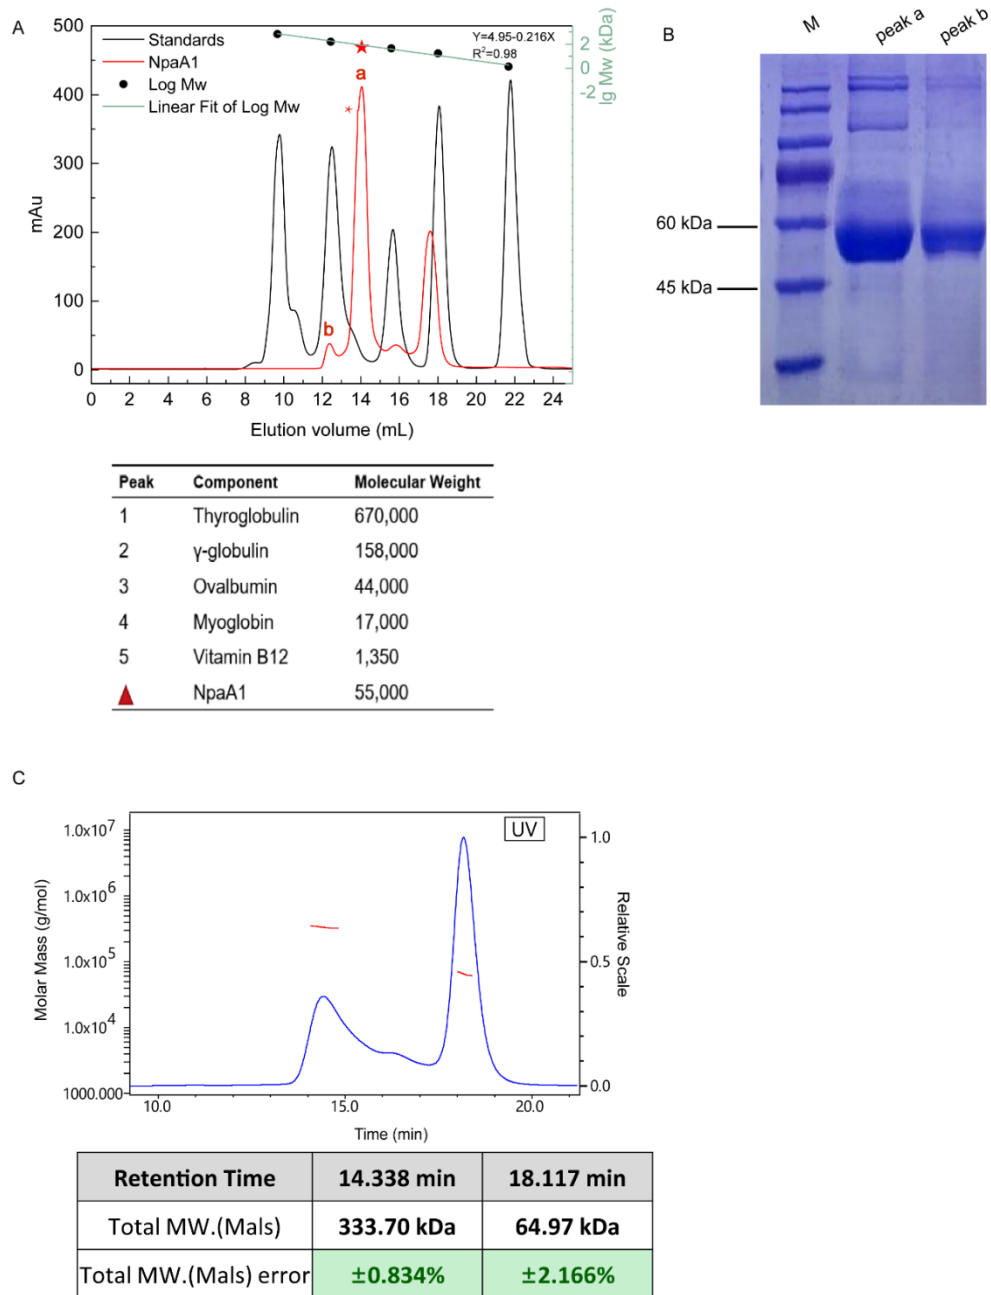 A
500
400
300
200
100
0
mAu
Standards
NpaA1
Log Mw
Linear Fit of Log Mw
Y=4.95-0.216X
R²=0.98
a
*
b
2
0
-2
lg Mw (kDa)
0 2 4 6 8 10 12 14 16 18 20 22 24
Elution volume (mL)
B
M peak a peak b
60 kDa
45 kDa
Peak Component Molecular Weight
1 Thyroglobulin 670,000
2 γ-globulin 158,000
3 Ovalbumin 44,000
4 Myoglobin 17,000
5 Vitamin B12 1,350
NpaA1 55,000
C
UV
1.0x10⁷
1.0x10⁶
1.0x10⁵
1.0x10⁴
1000.000
Molar Mass (g/mol)
1.0
0.5
0.0
Relative Scale
10.0 15.0 20.0
Time (min)
Retention Time 14.338 min 18.117 min
Total MW.(Mals) 333.70 kDa 64.97 kDa
Total MW.(Mals) error ±0.834% ±2.166%